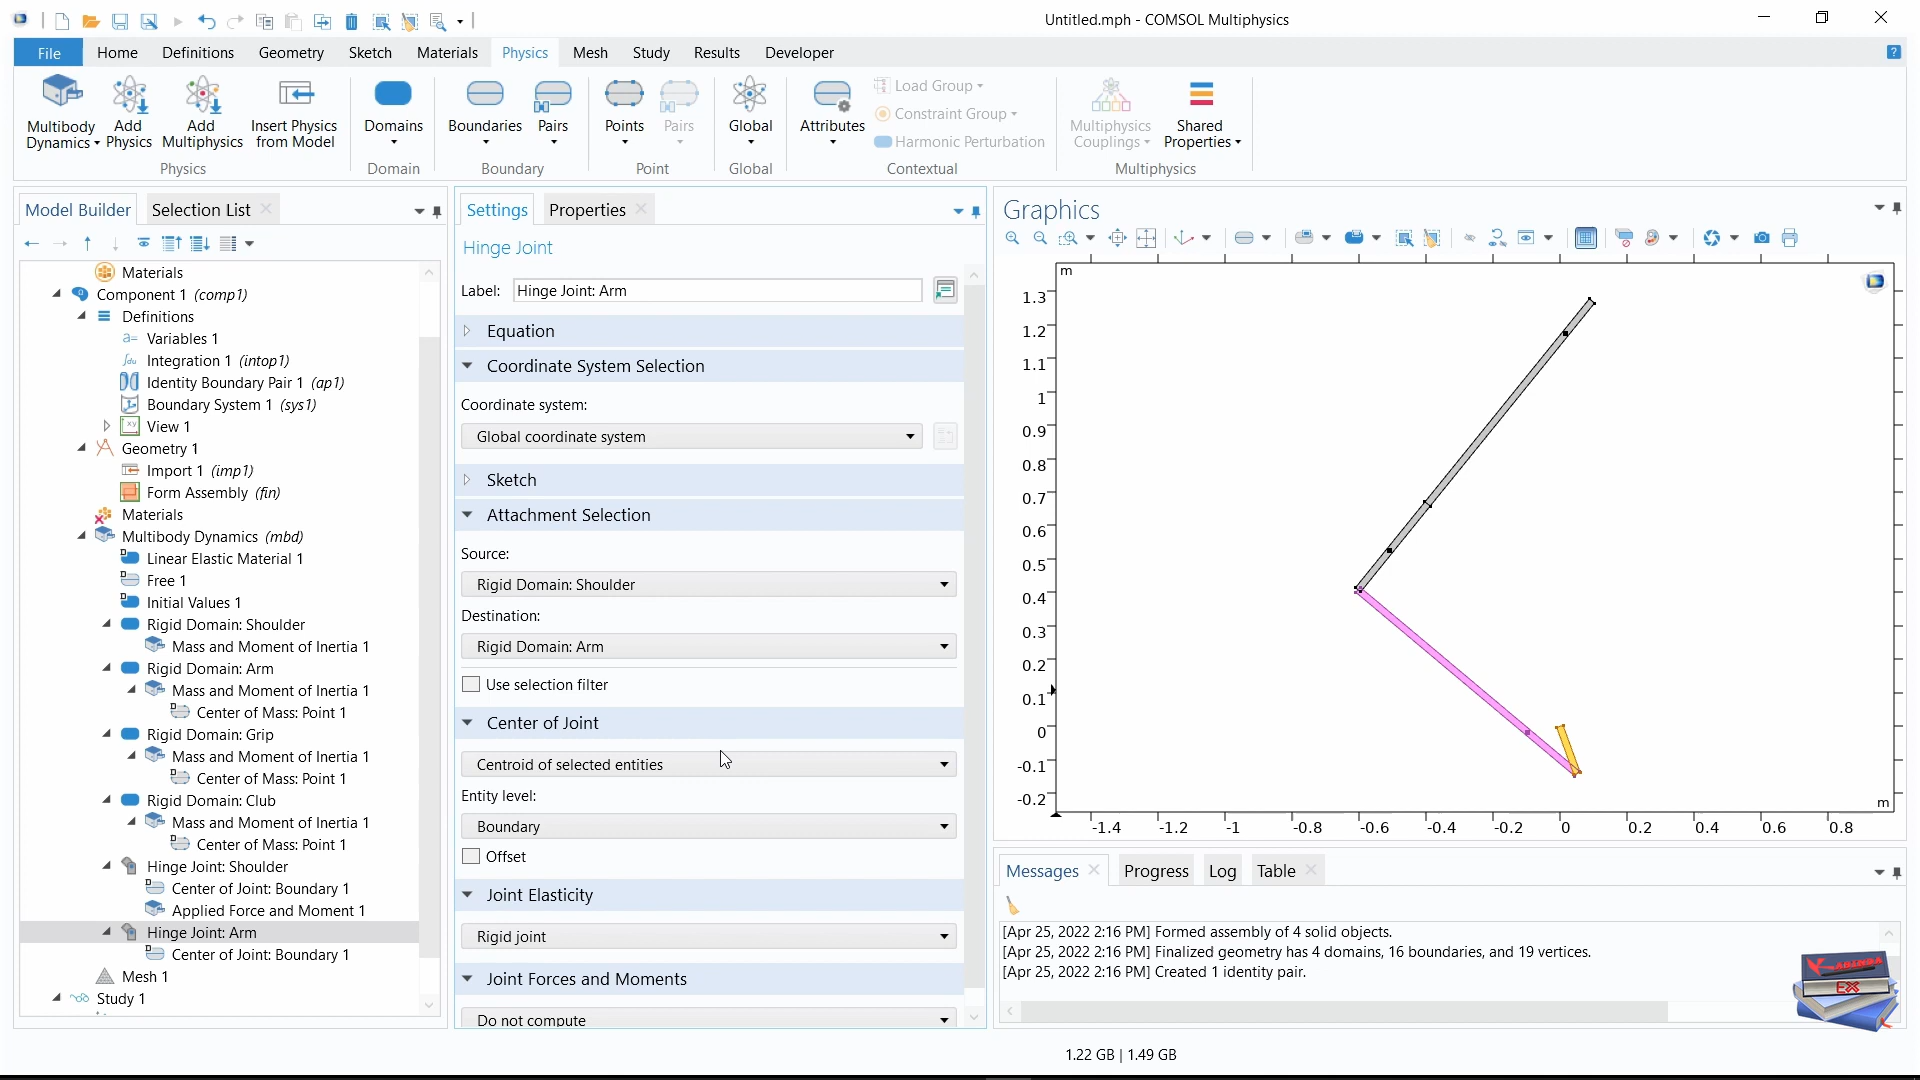 Untitled.mph - COMSOL Multiphysics
File Home Definitions Geometry Sketch Materials Physics Mesh Study Results Developer
Multibody Dynamics
Add Physics
Add Multiphysics
Insert Physics from Model
Domains
Boundaries
Pairs
Points
Pairs
Global
Attributes
Load Group
Constraint Group
Harmonic Perturbation
Multiphysics Couplings
Shared Properties
Physics Domain Boundary Point Global Contextual Multiphysics
Model Builder Selection List
Materials
Component 1 (comp1)
Definitions
a= Variables 1
Integration 1 (intop1)
Identity Boundary Pair 1 (ap1)
Boundary System 1 (sys1)
View 1
Geometry 1
Import 1 (imp1)
Form Assembly (fin)
Materials
Multibody Dynamics (mbd)
Linear Elastic Material 1
Free 1
Initial Values 1
Rigid Domain: Shoulder
Mass and Moment of Inertia 1
Rigid Domain: Arm
Mass and Moment of Inertia 1
Center of Mass: Point 1
Rigid Domain: Grip
Mass and Moment of Inertia 1
Center of Mass: Point 1
Rigid Domain: Club
Mass and Moment of Inertia 1
Center of Mass: Point 1
Hinge Joint: Shoulder
Center of Joint: Boundary 1
Applied Force and Moment 1
Hinge Joint: Arm
Center of Joint: Boundary 1
Mesh 1
Study 1
Settings Properties
Hinge Joint
Label: Hinge Joint: Arm
Equation
Coordinate System Selection
Coordinate system:
Global coordinate system
Sketch
Attachment Selection
Source:
Rigid Domain: Shoulder
Destination:
Rigid Domain: Arm
Use selection filter
Center of Joint
Centroid of selected entities
Entity level:
Boundary
Offset
Joint Elasticity
Rigid joint
Joint Forces and Moments
Do not compute
Graphics
m
1.3
1.2
1.1
1
0.9
0.8
0.7
0.6
0.5
0.4
0.3
0.2
0.1
0
-0.1
-0.2
m
-1.4 -1.2 -1 -0.8 -0.6 -0.4 -0.2 0 0.2 0.4 0.6 0.8
Messages Progress Log Table
[Apr 25, 2022 2:16 PM] Formed assembly of 4 solid objects.
[Apr 25, 2022 2:16 PM] Finalized geometry has 4 domains, 16 boundaries, and 19 vertices.
[Apr 25, 2022 2:16 PM] Created 1 identity pair.
EX
1.22 GB | 1.49 GB